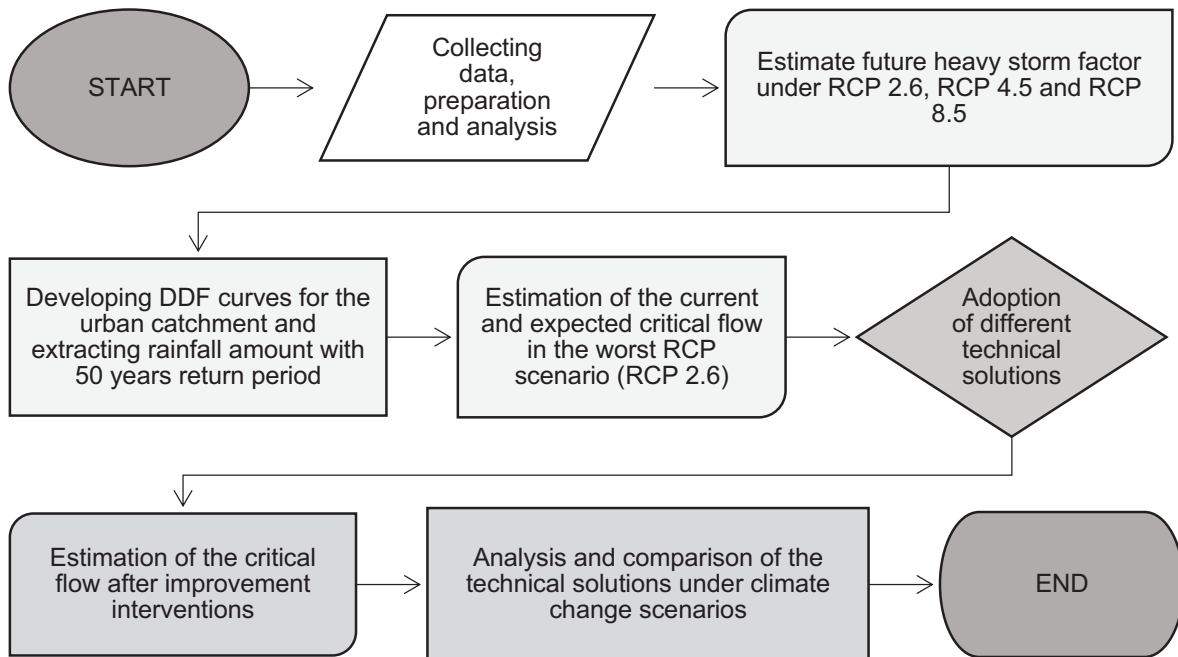 START
Collecting
data,
preparation
and analysis
Estimate future heavy storm factor
under RCP 2.6, RCP 4.5 and RCP
8.5
Developing DDF curves for the
urban catchment and
extracting rainfall amount with
50 years return period
Estimation of the current
and expected critical flow
in the worst RCP
scenario (RCP 2.6)
Adoption
of different
technical
solutions
Estimation of the critical
flow after improvement
interventions
Analysis and comparison of the
technical solutions under climate
change scenarios
END